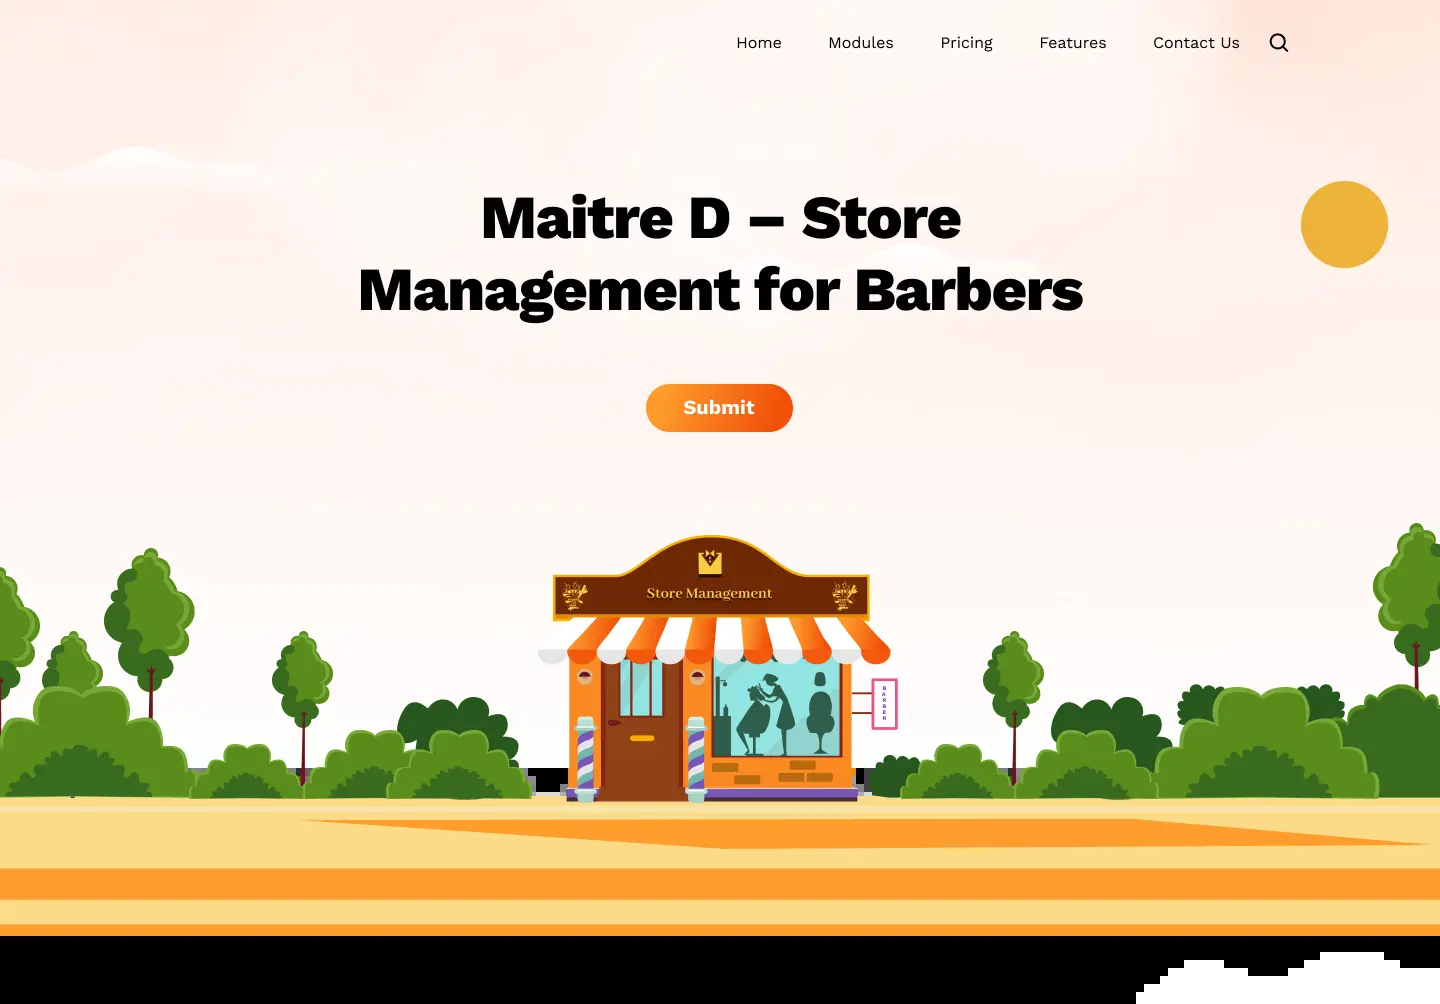 Home Modules Pricing Features Contact Us
Maitre D – Store
Management for Barbers
Submit
Store Management
BARBER